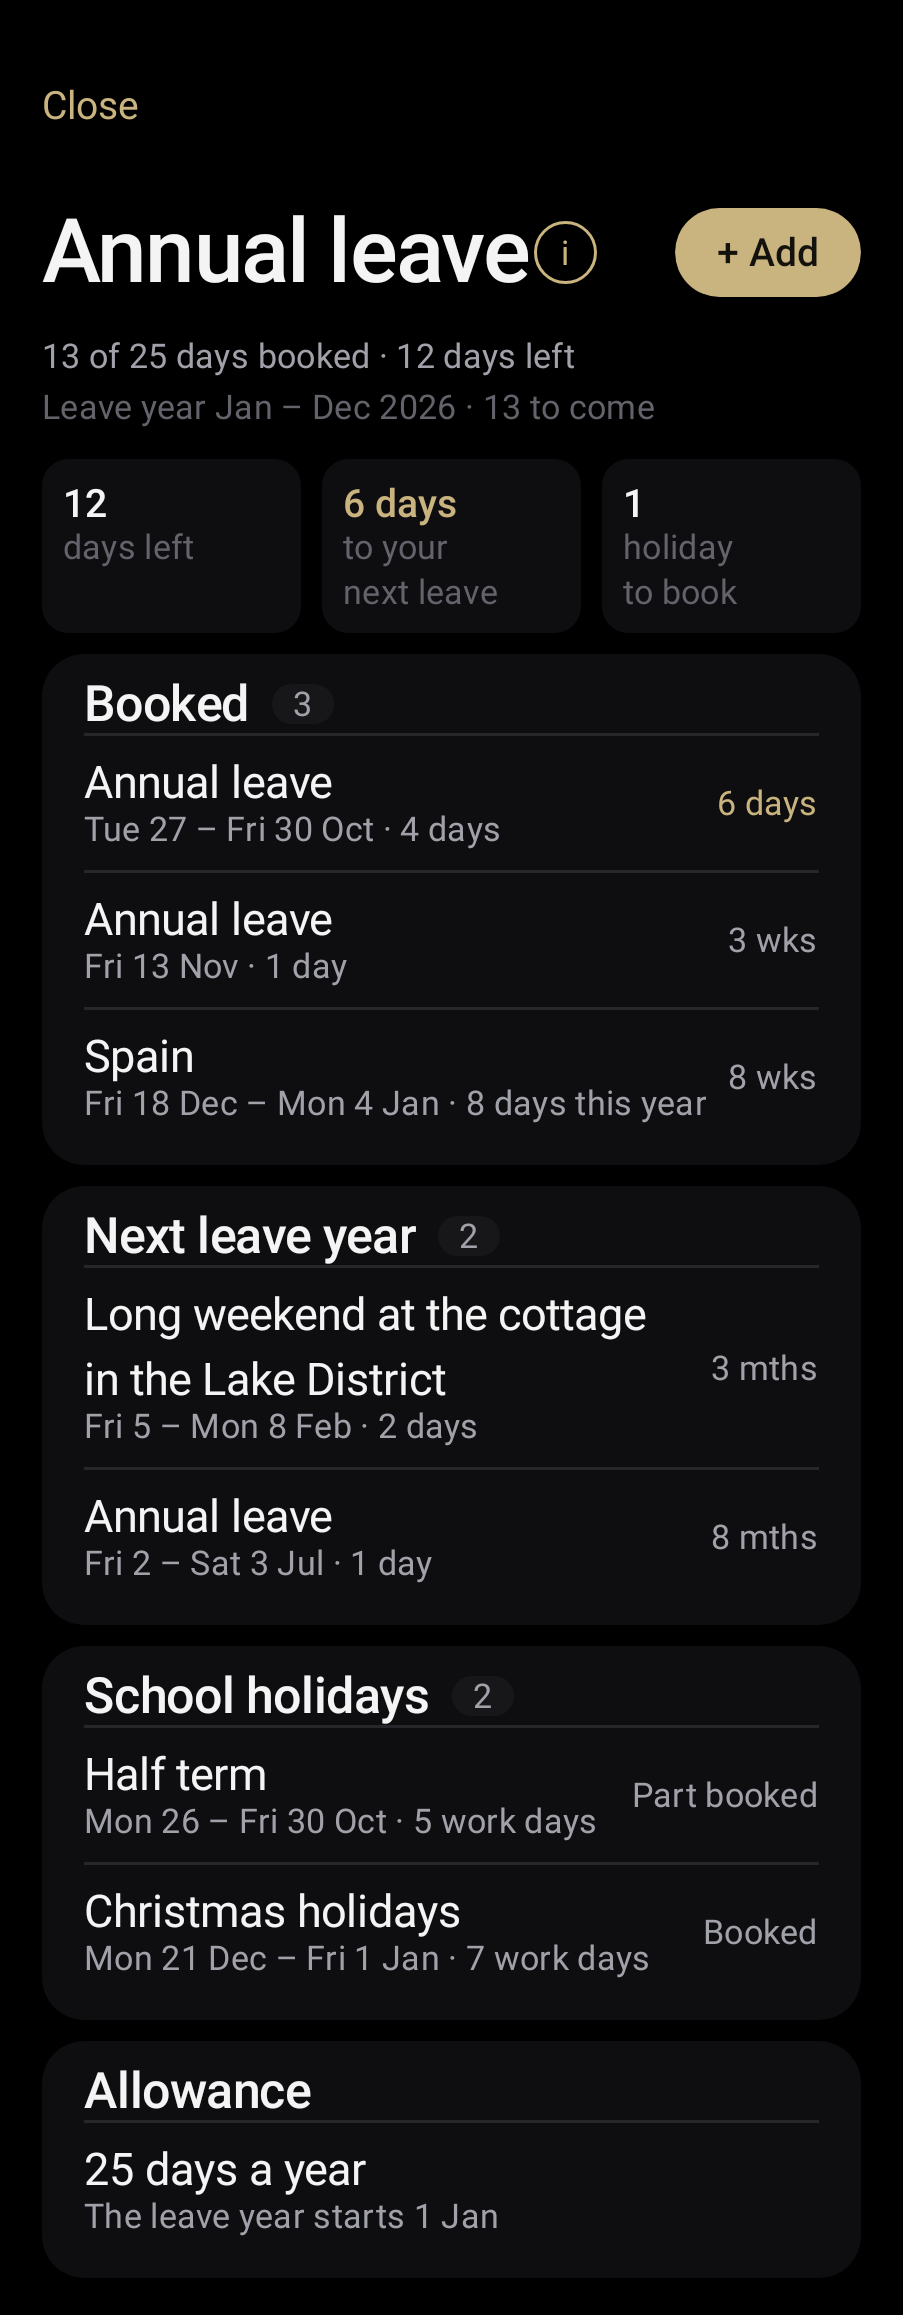 Close
Annual leave i
+ Add
13 of 25 days booked · 12 days left
Leave year Jan – Dec 2026 · 13 to come
12
days left
6 days
to your
next leave
1
holiday
to book
Booked 3
Annual leave
Tue 27 – Fri 30 Oct · 4 days
6 days
Annual leave
Fri 13 Nov · 1 day
3 wks
Spain
Fri 18 Dec – Mon 4 Jan · 8 days this year
8 wks
Next leave year 2
Long weekend at the cottage
in the Lake District
Fri 5 – Mon 8 Feb · 2 days
3 mths
Annual leave
Fri 2 – Sat 3 Jul · 1 day
8 mths
School holidays 2
Half term
Mon 26 – Fri 30 Oct · 5 work days
Part booked
Christmas holidays
Mon 21 Dec – Fri 1 Jan · 7 work days
Booked
Allowance
25 days a year
The leave year starts 1 Jan